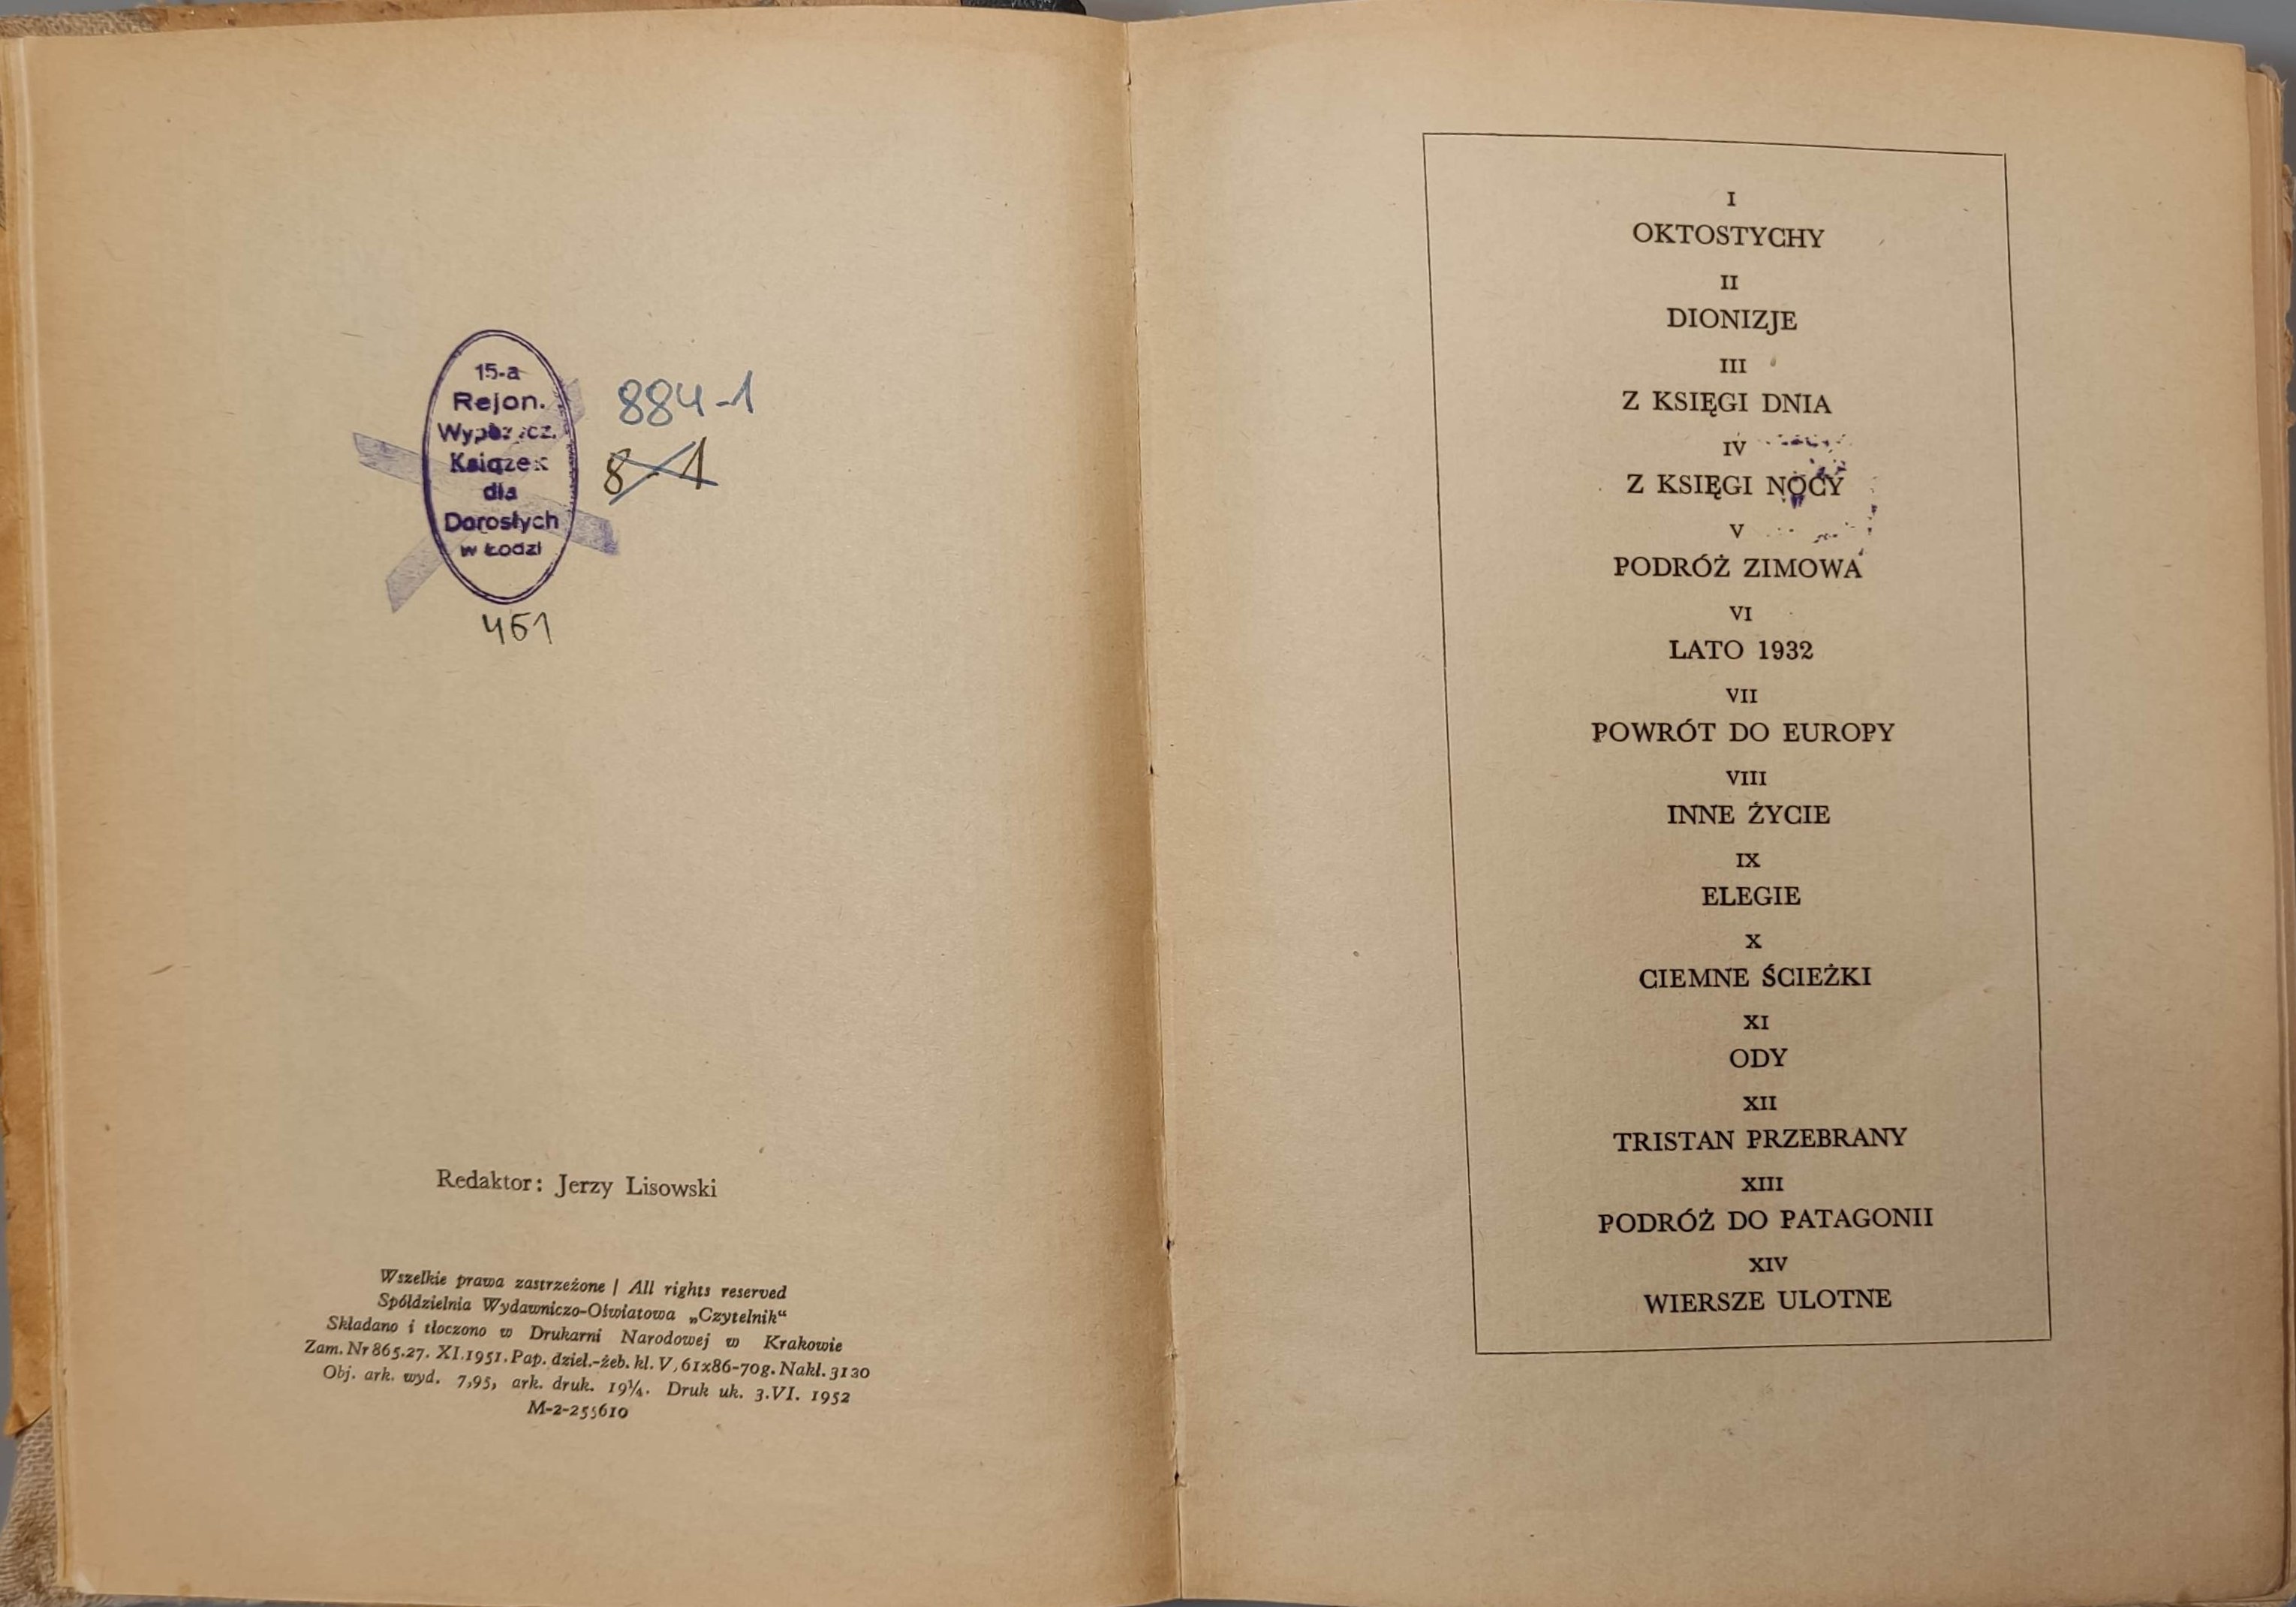 15-a
Rejon.
Wypożycz.
Książek
dla
Dorosłych
w Łodzi
884-1
8-1
461
Redaktor: Jerzy Lisowski
Wszelkie prawa zastrzeżone | All rights reserved
Spółdzielnia Wydawniczo-Oświatowa „Czytelnik“
Składano i tłoczono w Drukarni Narodowej w Krakowie
Zam. Nr 865.27. XI.1951. Pap. dzieł.-żeb. kl. V, 61x86-70g. Nakł. 3130
Obj. ark. wyd. 7,95, ark. druk. 19¼. Druk uk. 3.VI. 1952
M-2-255610
I
OKTOSTYCHY
II
DIONIZJE
III
Z KSIĘGI DNIA
IV
Z KSIĘGI NOCY
V
PODRÓŻ ZIMOWA
VI
LATO 1932
VII
POWRÓT DO EUROPY
VIII
INNE ŻYCIE
IX
ELEGIE
X
CIEMNE ŚCIEŻKI
XI
ODY
XII
TRISTAN PRZEBRANY
XIII
PODRÓŻ DO PATAGONII
XIV
WIERSZE ULOTNE